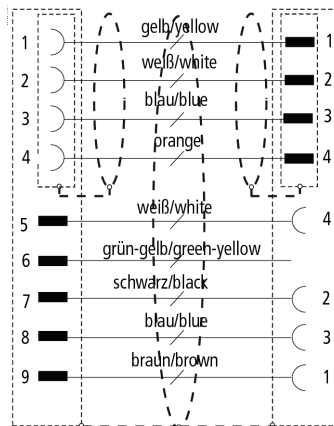 1 gelb/yellow 1
2 weiß/white 2
3 blau/blue 3
4 orange 4
5 weiß/white 4
6 grün-gelb/green-yellow
7 schwarz/black 2
8 blau/blue 3
9 braun/brown 1